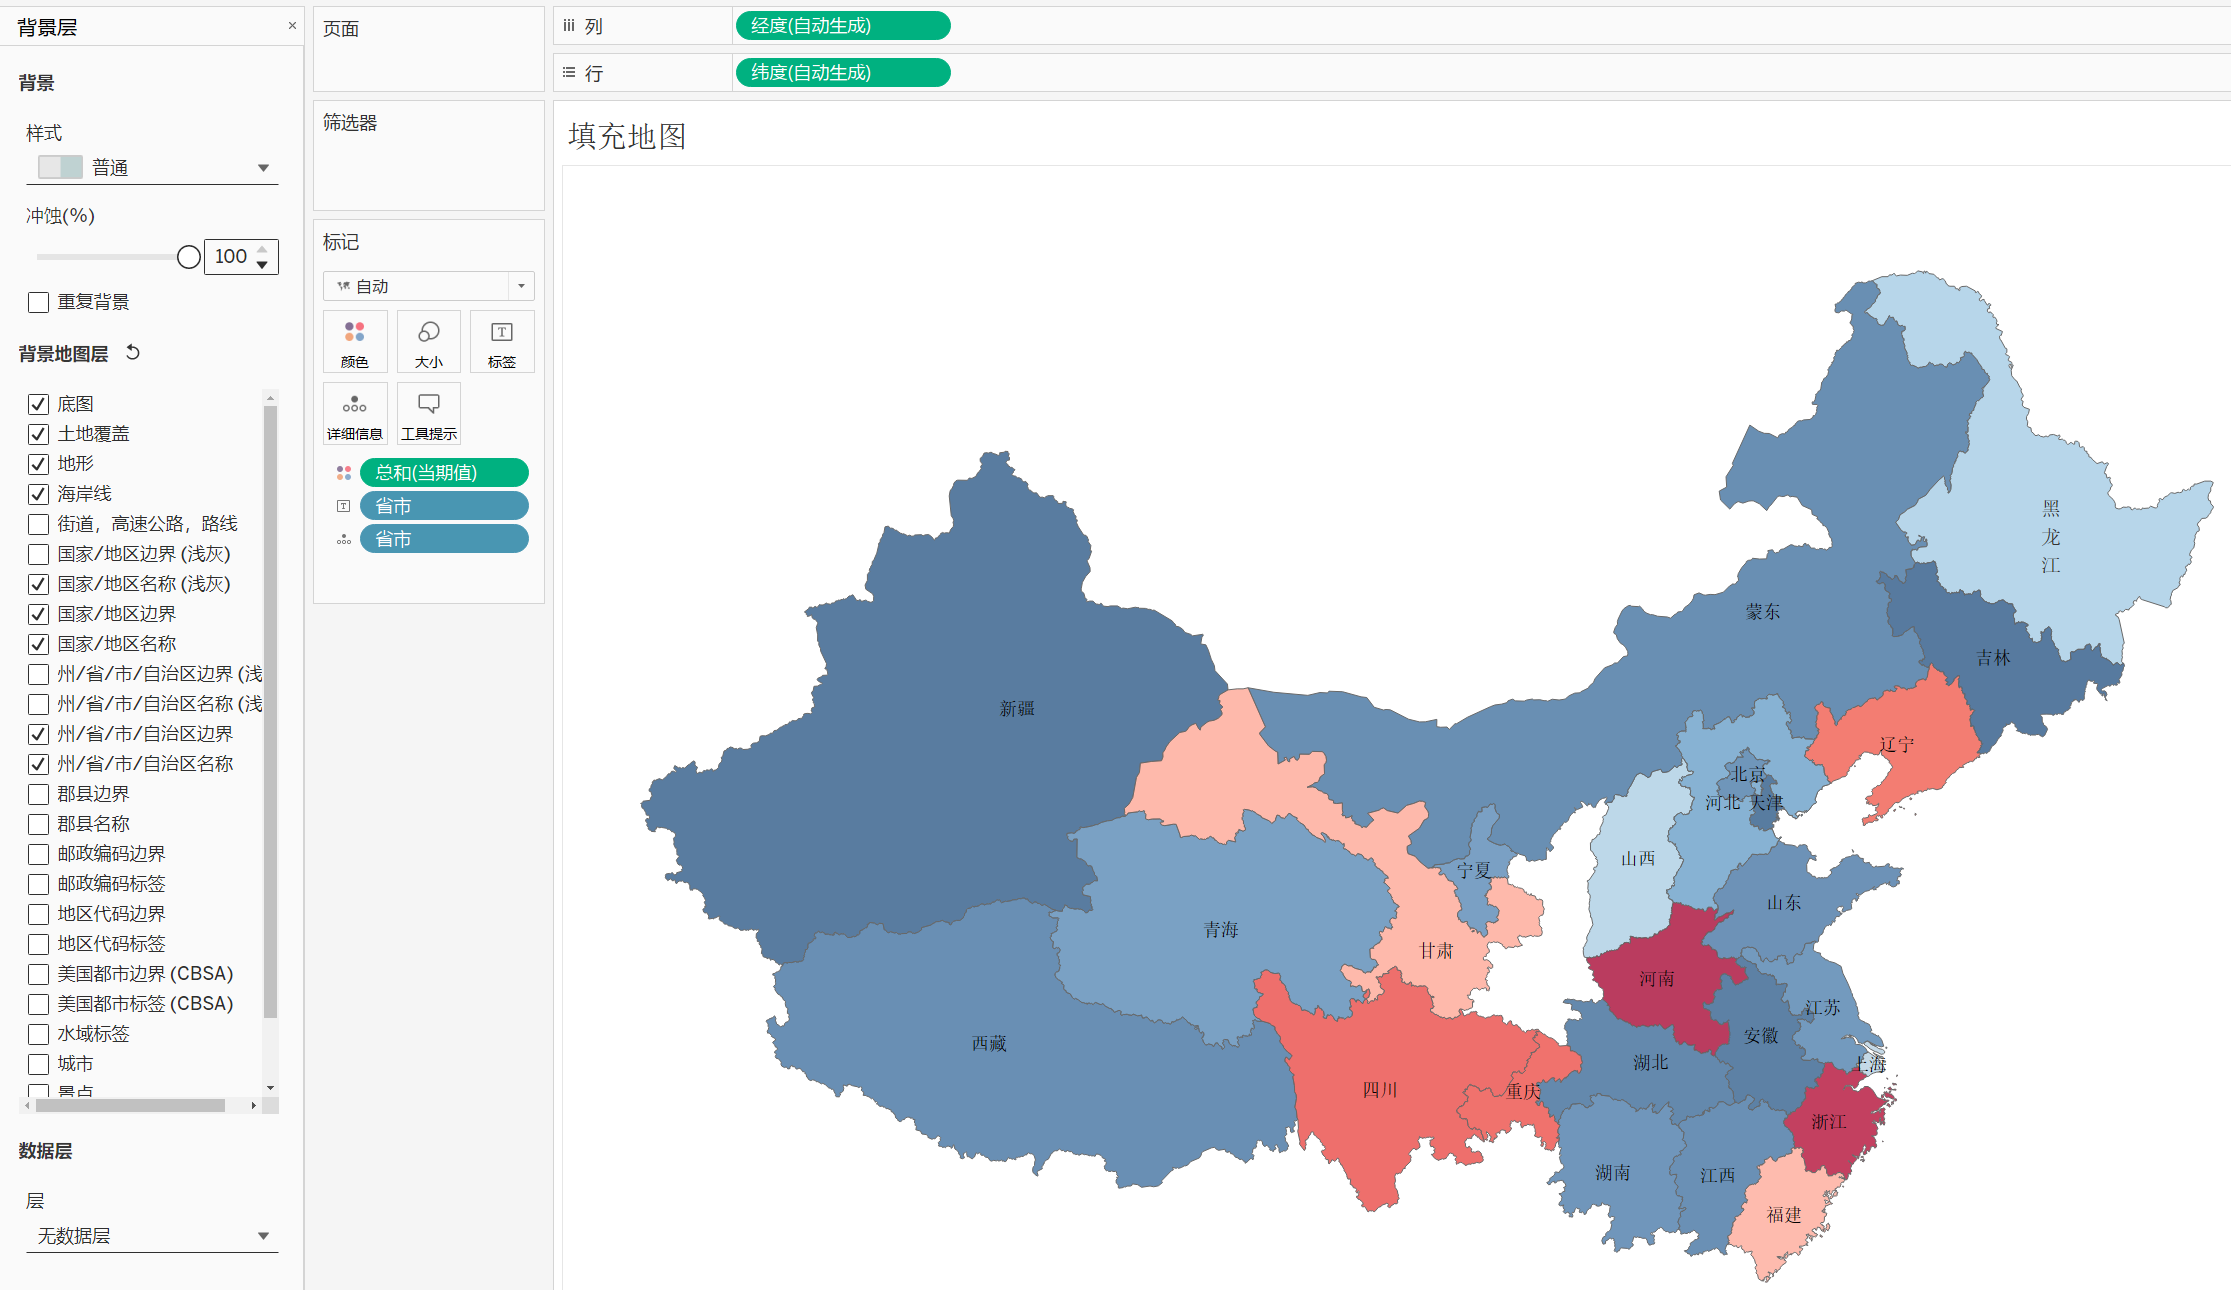 背景层
×
背景
样式
普通
冲蚀(%)
100
重复背景
背景地图层
底图
土地覆盖
地形
海岸线
街道，高速公路，路线
国家/地区边界 (浅灰)
国家/地区名称 (浅灰)
国家/地区边界
国家/地区名称
州/省/市/自治区边界 (浅
州/省/市/自治区名称 (浅
州/省/市/自治区边界
州/省/市/自治区名称
郡县边界
郡县名称
邮政编码边界
邮政编码标签
地区代码边界
地区代码标签
美国都市边界 (CBSA)
美国都市标签 (CBSA)
水域标签
城市
景点
数据层
层
无数据层
页面
筛选器
标记
自动
颜色
大小
T
标签
详细信息
工具提示
总和(当期值)
T
省市
省市
列
经度(自动生成)
行
纬度(自动生成)
填充地图
黑
龙
江
蒙东
吉林
新疆
辽宁
北京
河北
天津
山西
宁夏
山东
青海
甘肃
河南
江苏
安徽
西藏
湖北
上海
四川
重庆
浙江
湖南
江西
福建